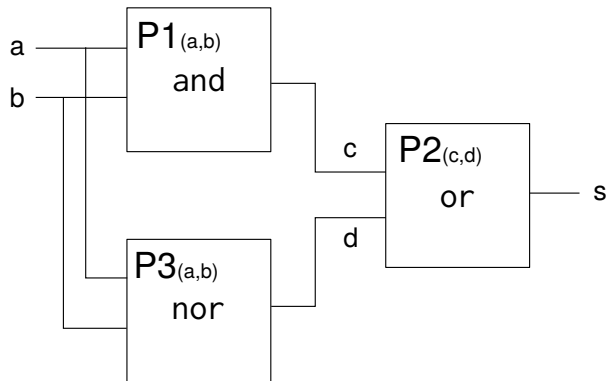 a
b
P1(a,b)
and
c
d
P2(c,d)
or
s
P3(a,b)
nor